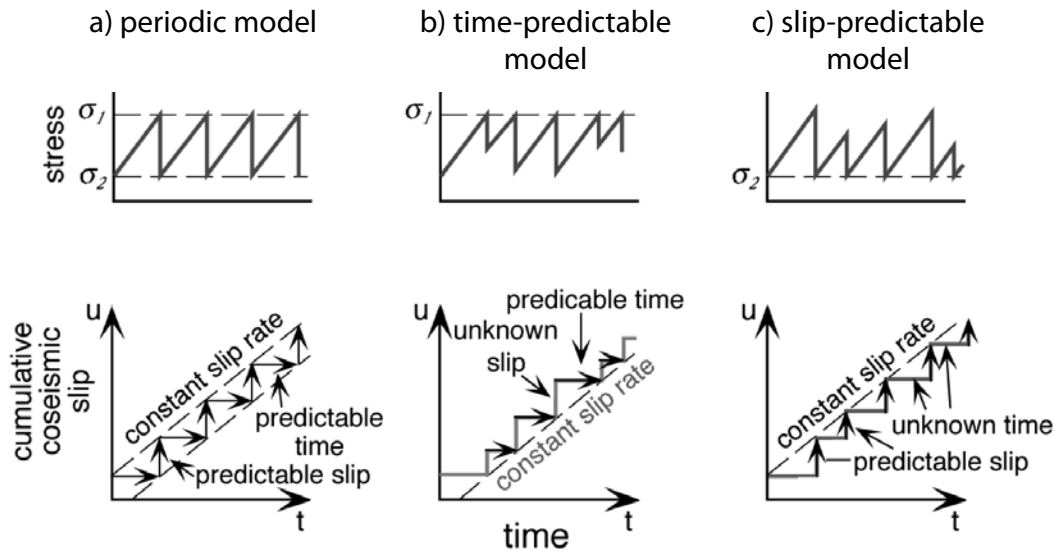 a) periodic model
b) time-predictable
model
c) slip-predictable
model
stress
σ1
σ2
σ1
σ2
cumulative
coseismic
slip
u
constant slip rate
predictable
time
predictable slip
t
u
predicable time
unknown
slip
constant slip rate
t
time
u
constant slip rate
unknown time
predictable slip
t